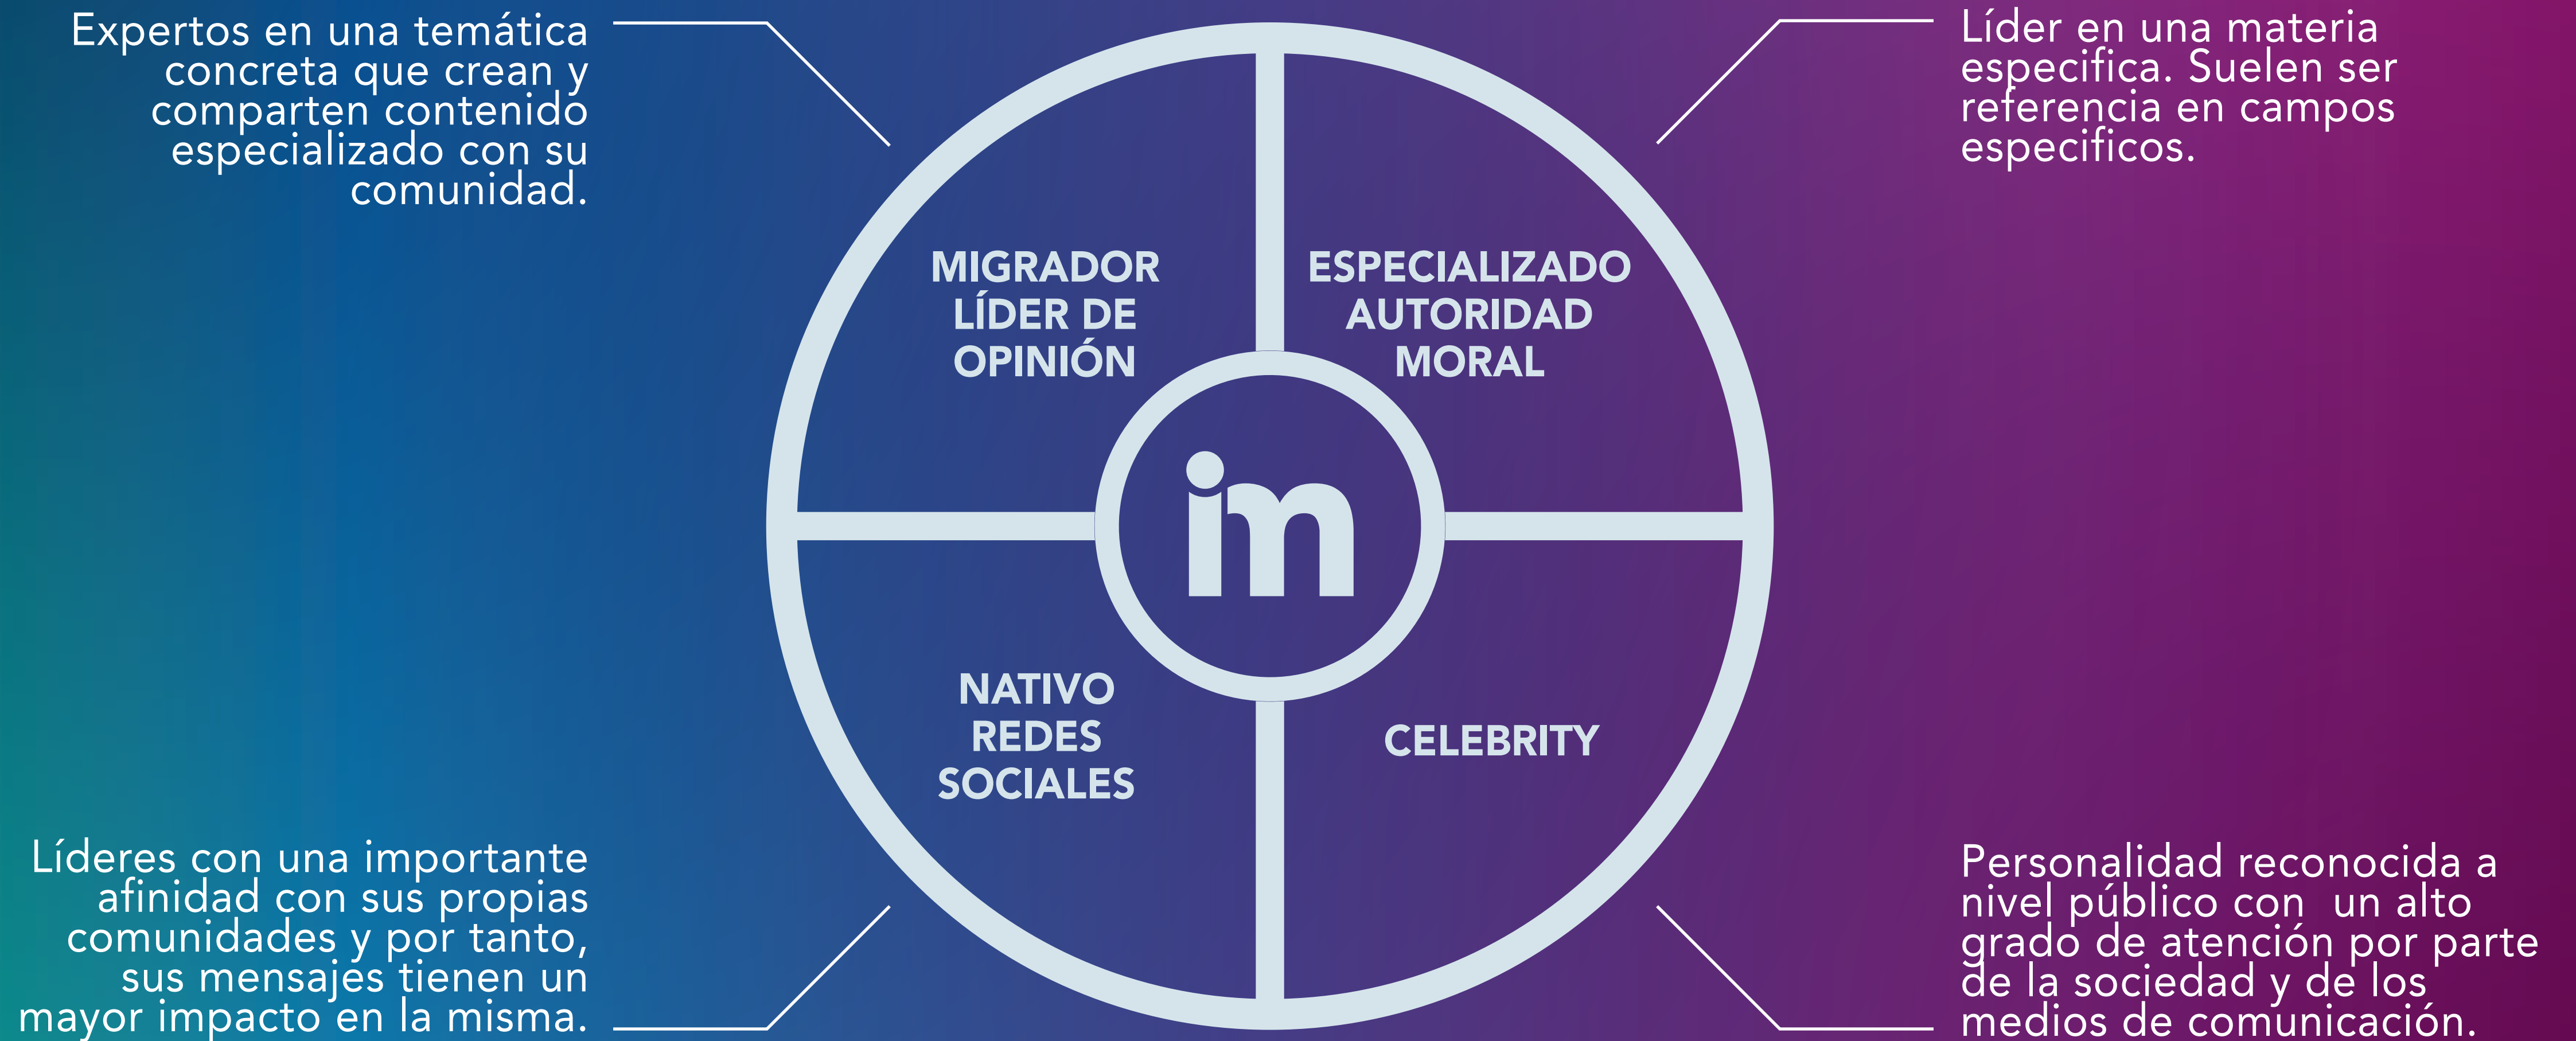 Expertos en una temática
concreta que crean y
comparten contenido
especializado con su
comunidad.
Líder en una materia
especifica. Suelen ser
referencia en campos
especificos.
MIGRADOR
LÍDER DE
OPINIÓN
ESPECIALIZADO
AUTORIDAD
MORAL
im
NATIVO
REDES
SOCIALES
CELEBRITY
Líderes con una importante
afinidad con sus propias
comunidades y por tanto,
sus mensajes tienen un
mayor impacto en la misma.
Personalidad reconocida a
nivel público con  un alto
grado de atención por parte
de la sociedad y de los
medios de comunicación.